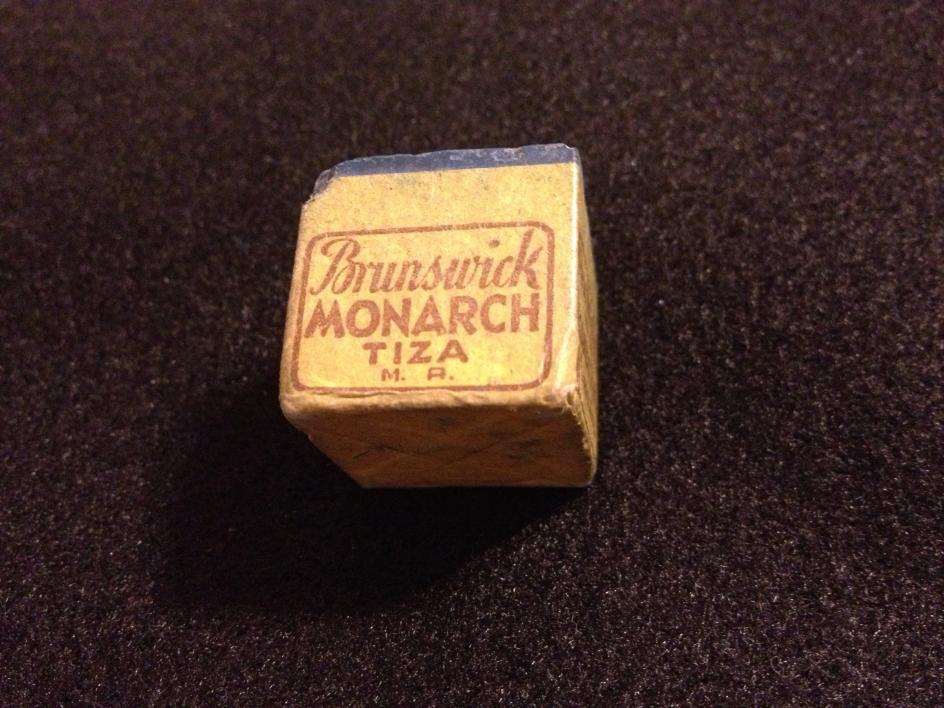 Brunswick
MONARCH
TIZA
M. R.